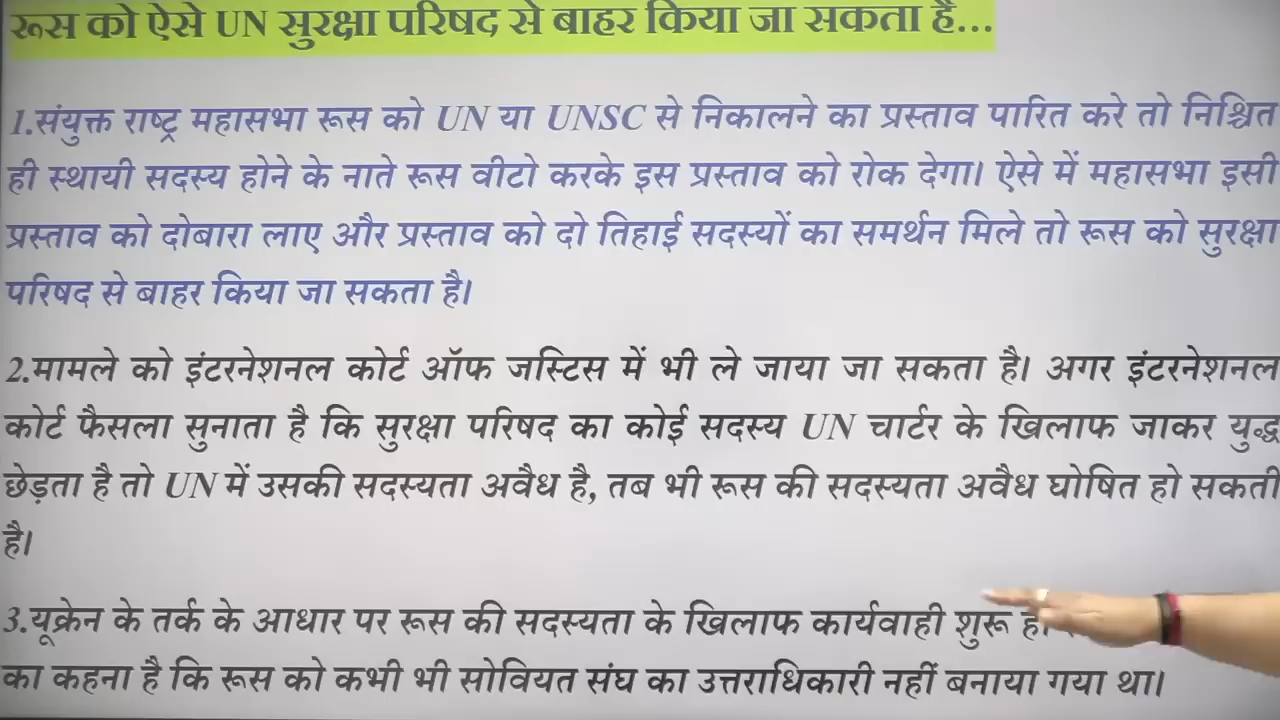 रूस को ऐसे UN सुरक्षा परिषद से बाहर किया जा सकता है...
1.संयुक्त राष्ट्र महासभा रूस को UN या UNSC से निकालने का प्रस्ताव पारित करे तो निश्चित
ही स्थायी सदस्य होने के नाते रूस वीटो करके इस प्रस्ताव को रोक देगा। ऐसे में महासभा इसी
प्रस्ताव को दोबारा लाए और प्रस्ताव को दो तिहाई सदस्यों का समर्थन मिले तो रूस को सुरक्षा
परिषद से बाहर किया जा सकता है।
2.मामले को इंटरनेशनल कोर्ट ऑफ जस्टिस में भी ले जाया जा सकता है। अगर इंटरनेशनल
कोर्ट फैसला सुनाता है कि सुरक्षा परिषद का कोई सदस्य UN चार्टर के खिलाफ जाकर युद्ध
छेड़ता है तो UN में उसकी सदस्यता अवैध है, तब भी रूस की सदस्यता अवैध घोषित हो सकती
है।
3.यूक्रेन के तर्क के आधार पर रूस की सदस्यता के खिलाफ कार्यवाही शुरू
का कहना है कि रूस को कभी भी सोवियत संघ का उत्तराधिकारी नहीं बनाया गया था।